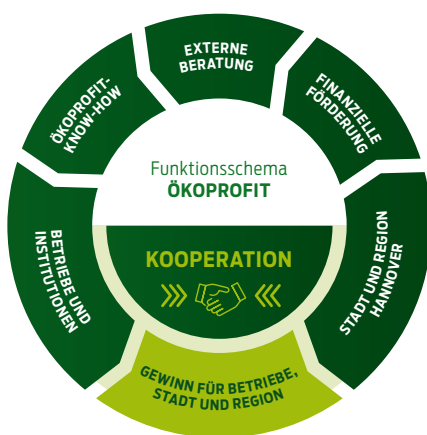 EXTERNE
BERATUNG
ÖKOPROFIT-
KNOW-HOW
FINANZIELLE
FÖRDERUNG
Funktionsschema
ÖKOPROFIT
KOOPERATION
BETRIEBE UND
INSTITUTIONEN
STADT UND REGION
HANNOVER
GEWINN FÜR BETRIEBE,
STADT UND REGION